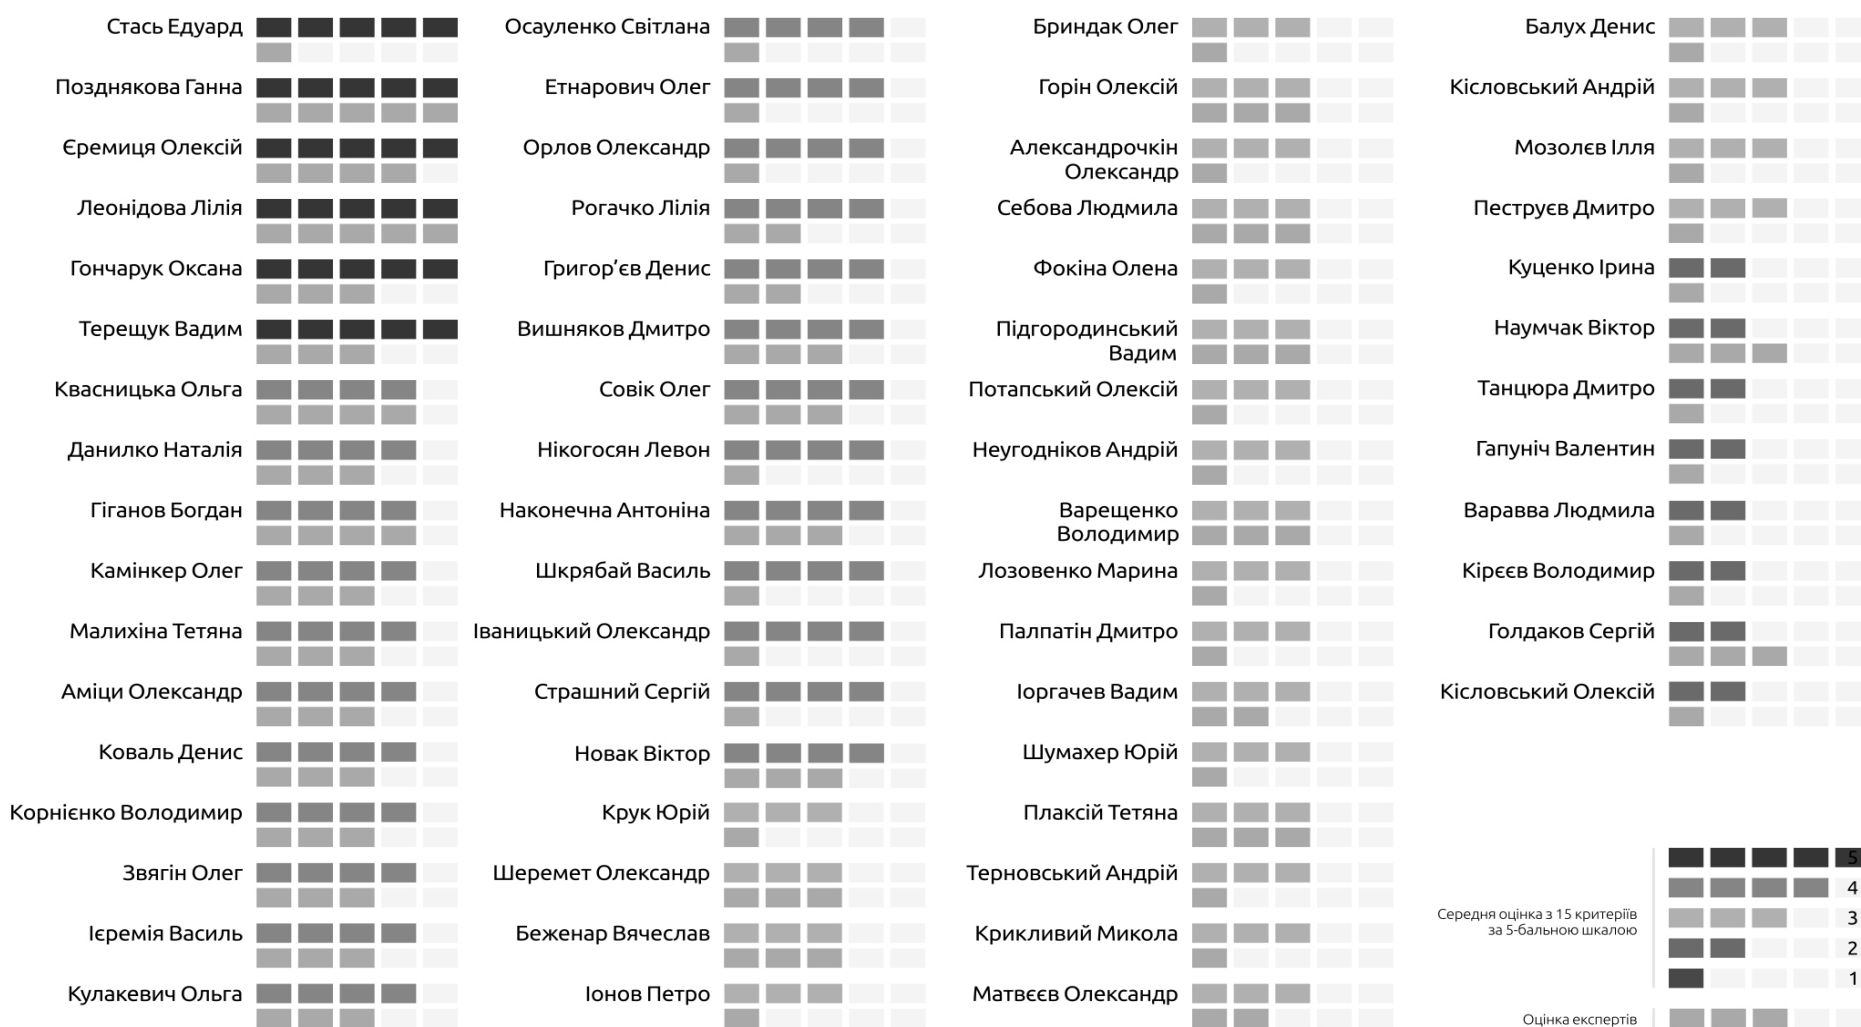 Стась Едуард
Позднякова Ганна
Єремиця Олексій
Леонідова Лілія
Гончарук Оксана
Терещук Вадим
Квасницька Ольга
Данилко Наталія
Гіганов Богдан
Камінкер Олег
Малихіна Тетяна
Аміци Олександр
Коваль Денис
Корнієнко Володимир
Звягін Олег
Ієремія Василь
Кулакевич Ольга
Осауленко Світлана
Етнарович Олег
Орлов Олександр
Рогачко Лілія
Григор’єв Денис
Вишняков Дмитро
Совік Олег
Нікогосян Левон
Наконечна Антоніна
Шкрябай Василь
Іваницький Олександр
Страшний Сергій
Новак Віктор
Крук Юрій
Шеремет Олександр
Беженар Вячеслав
Іонов Петро
Бриндак Олег
Горін Олексій
Александрочкін
Олександр
Себова Людмила
Фокіна Олена
Підгородинський
Вадим
Потапський Олексій
Неугодніков Андрій
Варещенко
Володимир
Лозовенко Марина
Палпатін Дмитро
Іоргачев Вадим
Шумахер Юрій
Плаксій Тетяна
Терновський Андрій
Крикливий Микола
Матвєєв Олександр
Балух Денис
Кісловський Андрій
Мозолєв Ілля
Пеструєв Дмитро
Куценко Ірина
Наумчак Віктор
Танцюра Дмитро
Гапуніч Валентин
Варавва Людмила
Кірєєв Володимир
Голдаков Сергій
Кісловський Олексій
5
4
Середня оцінка з 15 критеріїв
за 5-бальною шкалою
3
2
1
Оцінка експертів